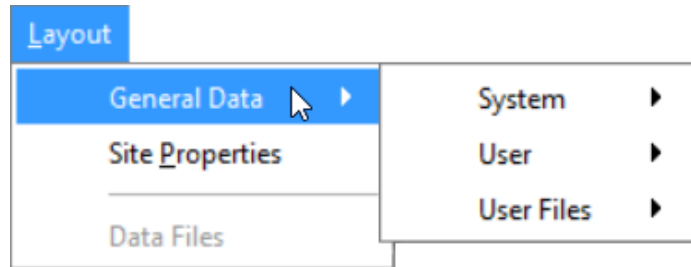 Layout
General Data
Site Properties
Data Files
System
User
User Files